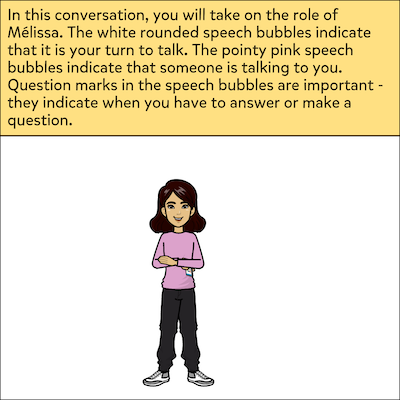 In this conversation, you will take on the role of
Mélissa. The white rounded speech bubbles indicate
that it is your turn to talk. The pointy pink speech
bubbles indicate that someone is talking to you.
Question marks in the speech bubbles are important -
they indicate when you have to answer or make a
question.